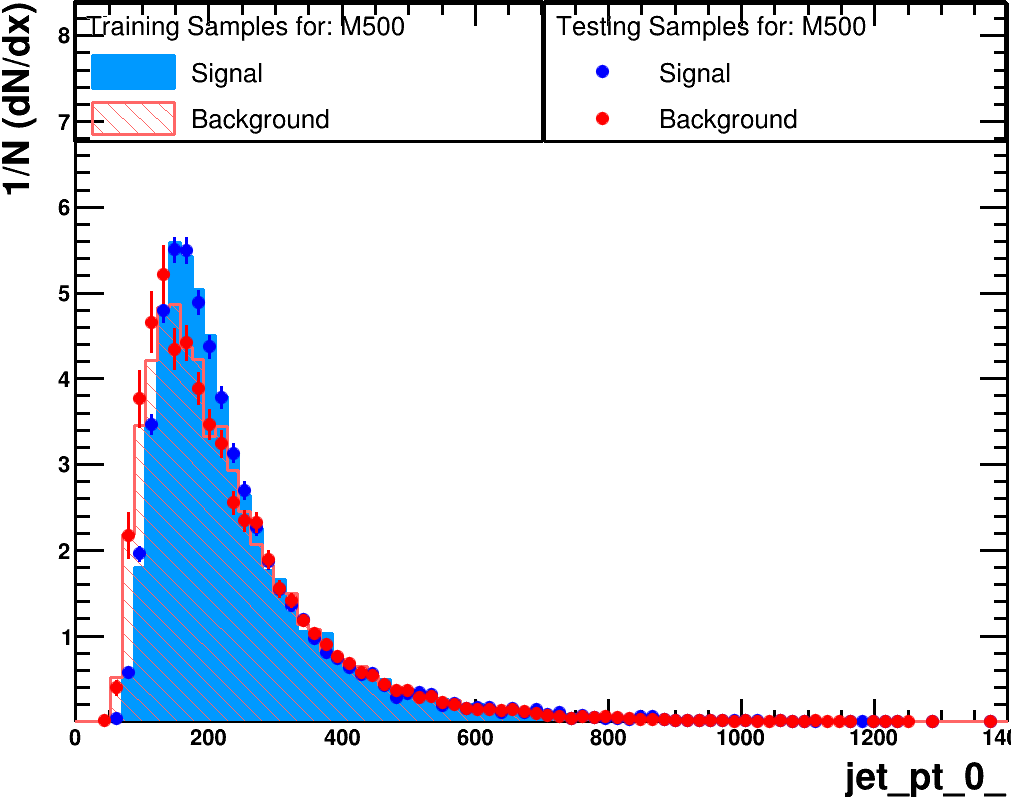 1/N (dN/dx)
Training Samples for: M500
Signal
Background
Testing Samples for: M500
Signal
Background
8
7
6
5
4
3
2
1
0 200 400 600 800 1000 1200 140
jet_pt_0_